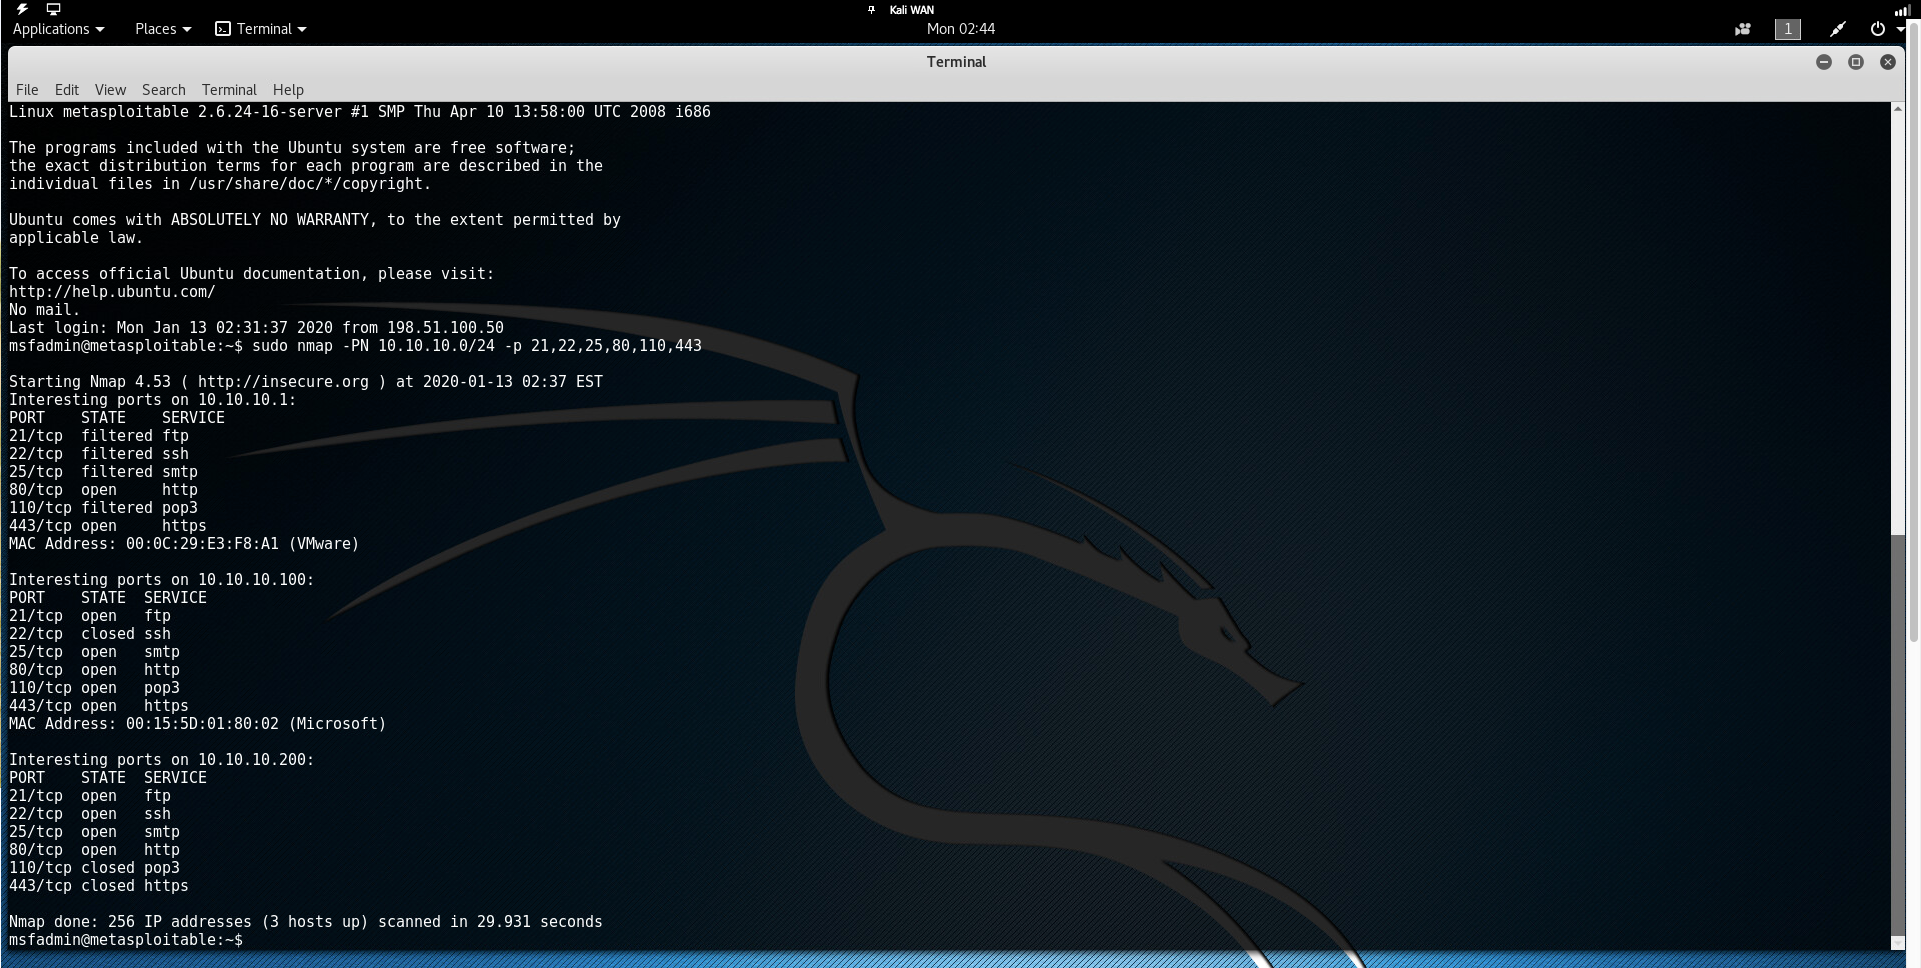 Kali WAN
Applications Places Terminal Mon 02:44 1
Terminal
File Edit View Search Terminal Help
Linux metasploitable 2.6.24-16-server #1 SMP Thu Apr 10 13:58:00 UTC 2008 i686
The programs included with the Ubuntu system are free software;
the exact distribution terms for each program are described in the
individual files in /usr/share/doc/*/copyright.
Ubuntu comes with ABSOLUTELY NO WARRANTY, to the extent permitted by
applicable law.
To access official Ubuntu documentation, please visit:
http://help.ubuntu.com/
No mail.
Last login: Mon Jan 13 02:31:37 2020 from 198.51.100.50
msfadmin@metasploitable:~$ sudo nmap -PN 10.10.10.0/24 -p 21,22,25,80,110,443
Starting Nmap 4.53 ( http://insecure.org ) at 2020-01-13 02:37 EST
Interesting ports on 10.10.10.1:
PORT    STATE    SERVICE
21/tcp  filtered ftp
22/tcp  filtered ssh
25/tcp  filtered smtp
80/tcp  open     http
110/tcp filtered pop3
443/tcp open     https
MAC Address: 00:0C:29:E3:F8:A1 (VMware)
Interesting ports on 10.10.10.100:
PORT    STATE  SERVICE
21/tcp  open   ftp
22/tcp  closed ssh
25/tcp  open   smtp
80/tcp  open   http
110/tcp open   pop3
443/tcp open   https
MAC Address: 00:15:5D:01:80:02 (Microsoft)
Interesting ports on 10.10.10.200:
PORT    STATE  SERVICE
21/tcp  open   ftp
22/tcp  open   ssh
25/tcp  open   smtp
80/tcp  open   http
110/tcp closed pop3
443/tcp closed https
Nmap done: 256 IP addresses (3 hosts up) scanned in 29.931 seconds
msfadmin@metasploitable:~$